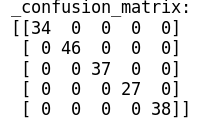 _confusion_matrix:
[[34  0  0  0  0]
 [ 0 46  0  0  0]
 [ 0  0 37  0  0]
 [ 0  0  0 27  0]
 [ 0  0  0  0 38]]